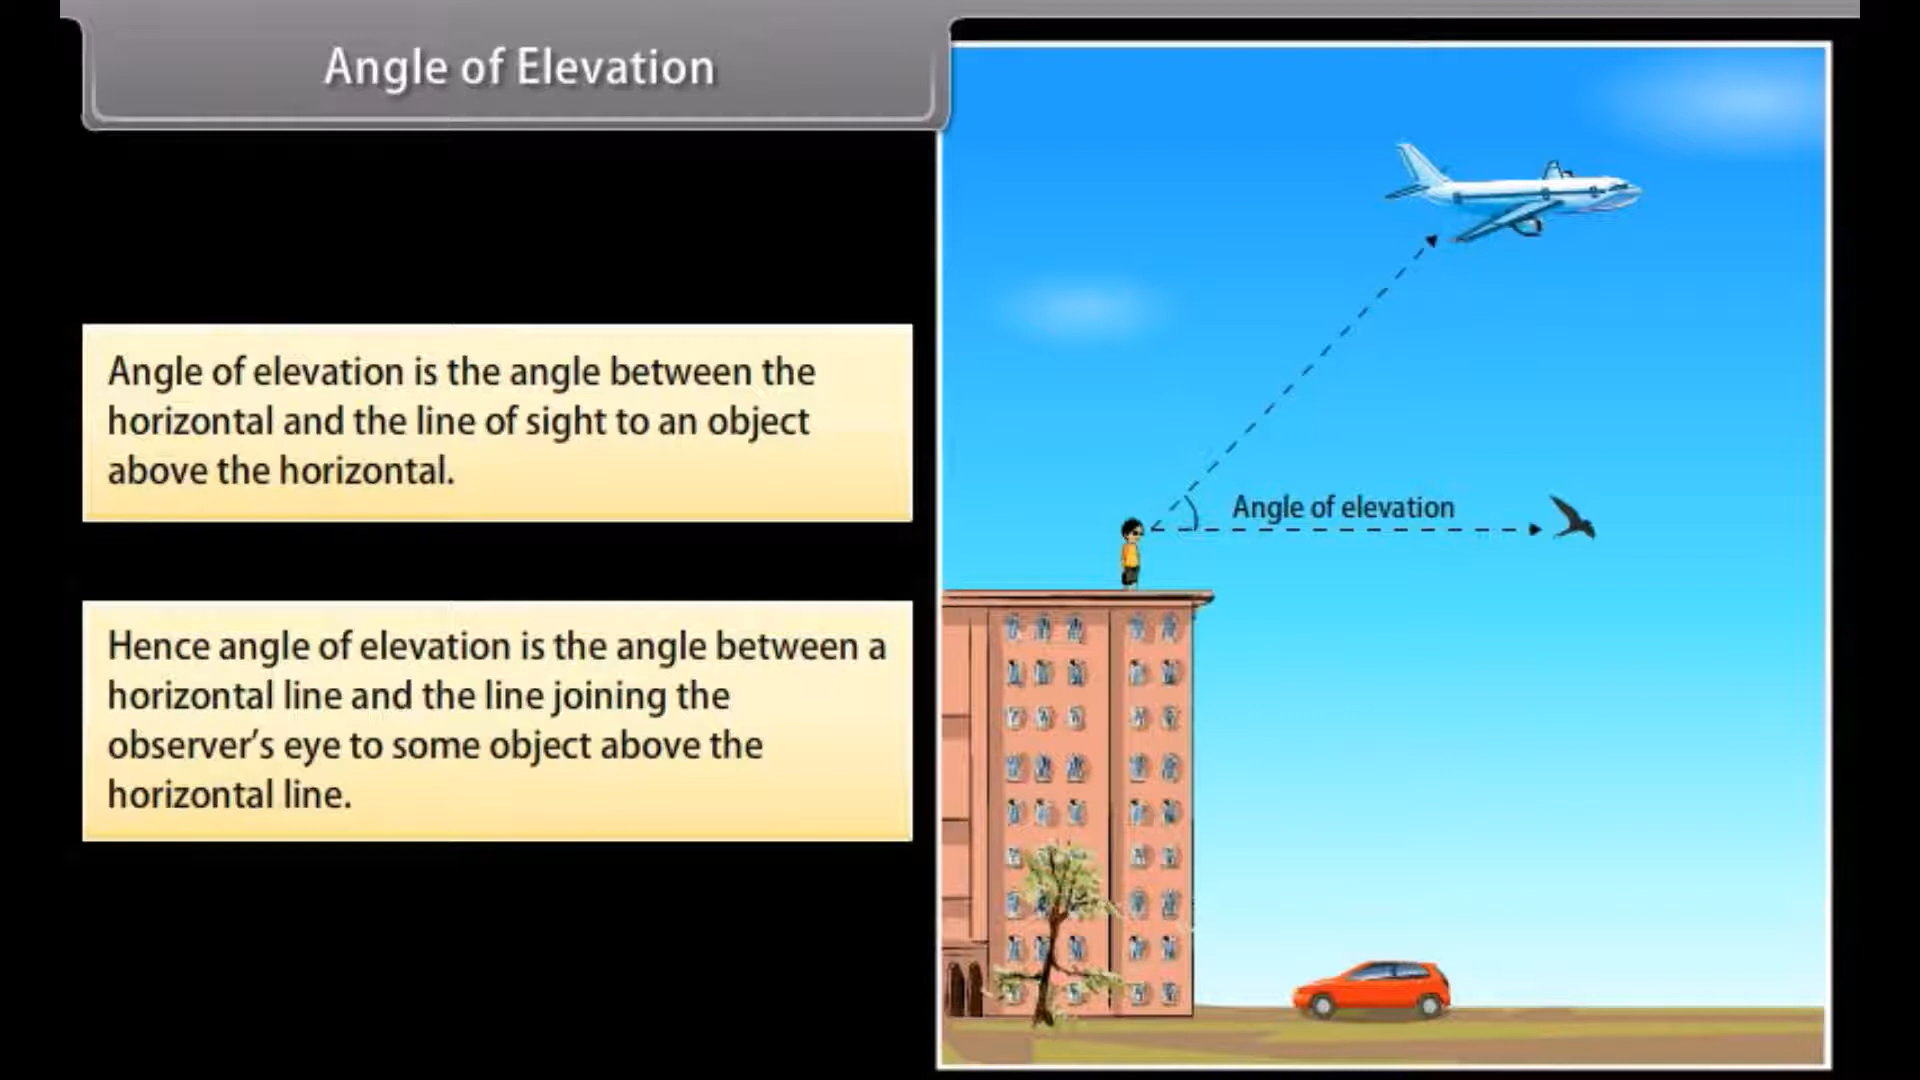 Angle of Elevation
Angle of elevation is the angle between the
horizontal and the line of sight to an object
above the horizontal.
Hence angle of elevation is the angle between a
horizontal line and the line joining the
observer’s eye to some object above the
horizontal line.
Angle of elevation